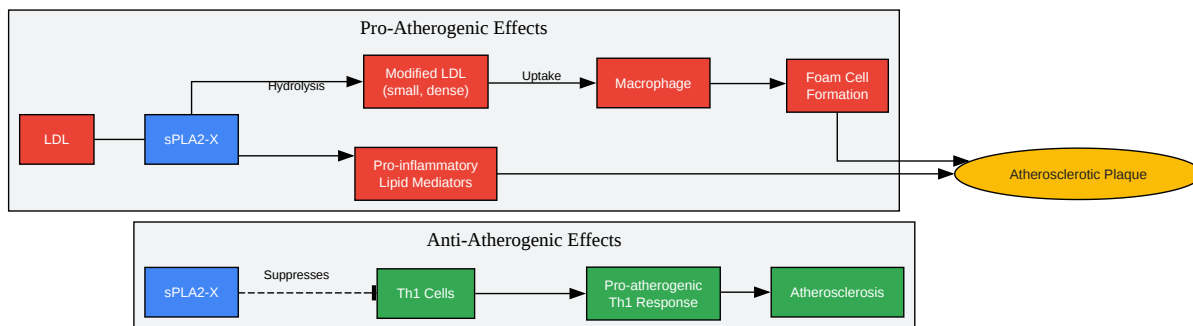 Pro-Atherogenic Effects
LDL
sPLA2-X
Hydrolysis
Modified LDL
(small, dense)
Uptake
Macrophage
Foam Cell
Formation
Pro-inflammatory
Lipid Mediators
Atherosclerotic Plaque
Anti-Atherogenic Effects
sPLA2-X
Suppresses
Th1 Cells
Pro-atherogenic
Th1 Response
Atherosclerosis